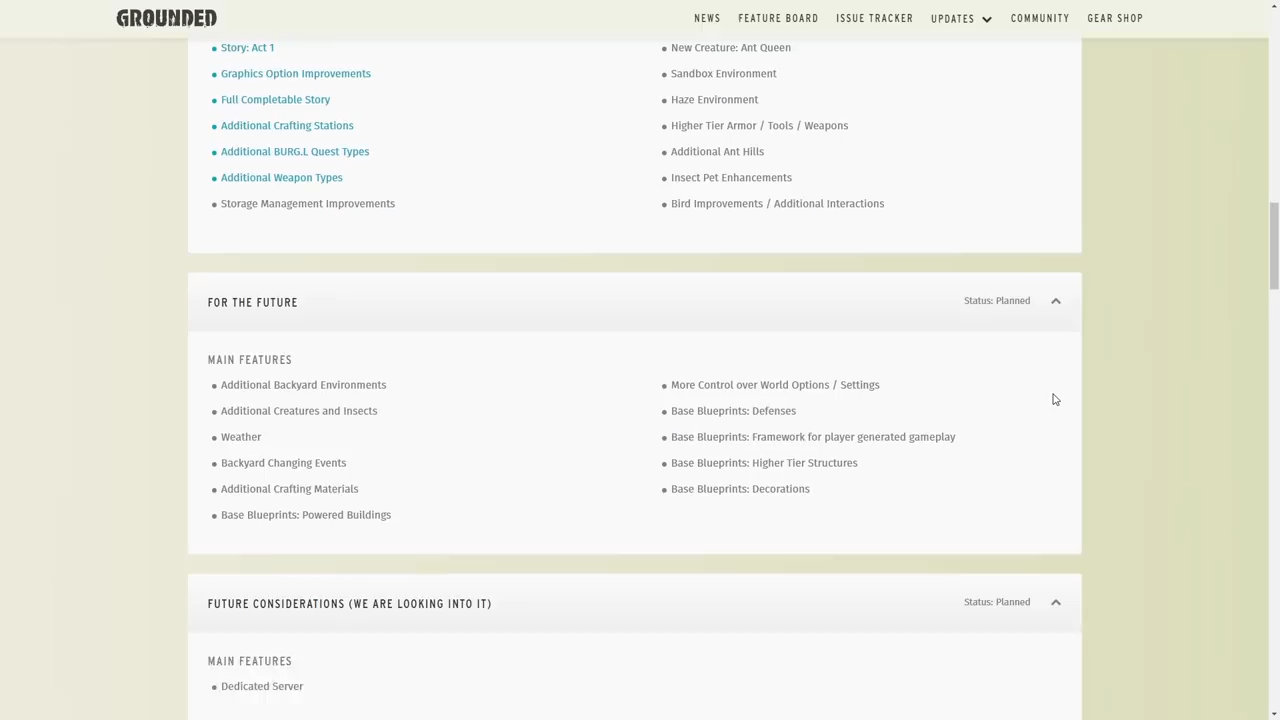 GROUNDED
NEWS
FEATURE BOARD
ISSUE TRACKER
UPDATES
COMMUNITY
GEAR SHOP
Story: Act 1
Graphics Option Improvements
Full Completable Story
Additional Crafting Stations
Additional BURG.L Quest Types
Additional Weapon Types
Storage Management Improvements
New Creature: Ant Queen
Sandbox Environment
Haze Environment
Higher Tier Armor / Tools / Weapons
Additional Ant Hills
Insect Pet Enhancements
Bird Improvements / Additional Interactions
FOR THE FUTURE
Status: Planned
MAIN FEATURES
Additional Backyard Environments
Additional Creatures and Insects
Weather
Backyard Changing Events
Additional Crafting Materials
Base Blueprints: Powered Buildings
More Control over World Options / Settings
Base Blueprints: Defenses
Base Blueprints: Framework for player generated gameplay
Base Blueprints: Higher Tier Structures
Base Blueprints: Decorations
FUTURE CONSIDERATIONS (WE ARE LOOKING INTO IT)
Status: Planned
MAIN FEATURES
Dedicated Server